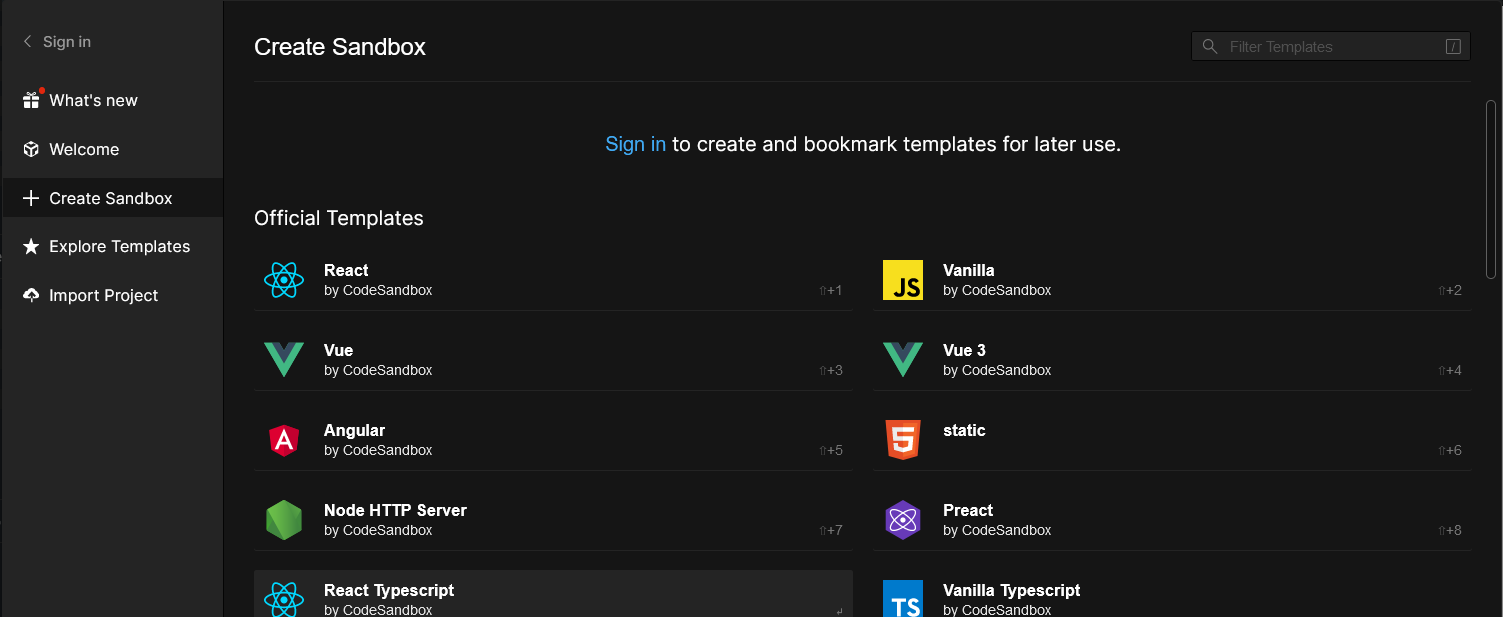 Sign in
What's new
Welcome
Create Sandbox
Explore Templates
Import Project
Create Sandbox
Filter Templates /
Sign in to create and bookmark templates for later use.
Official Templates
React
by CodeSandbox
⇧+1
JS
Vanilla
by CodeSandbox
⇧+2
Vue
by CodeSandbox
⇧+3
Vue 3
by CodeSandbox
⇧+4
A
Angular
by CodeSandbox
⇧+5
5
static
⇧+6
Node HTTP Server
by CodeSandbox
⇧+7
Preact
by CodeSandbox
⇧+8
React Typescript
by CodeSandbox
↵
TS
Vanilla Typescript
by CodeSandbox